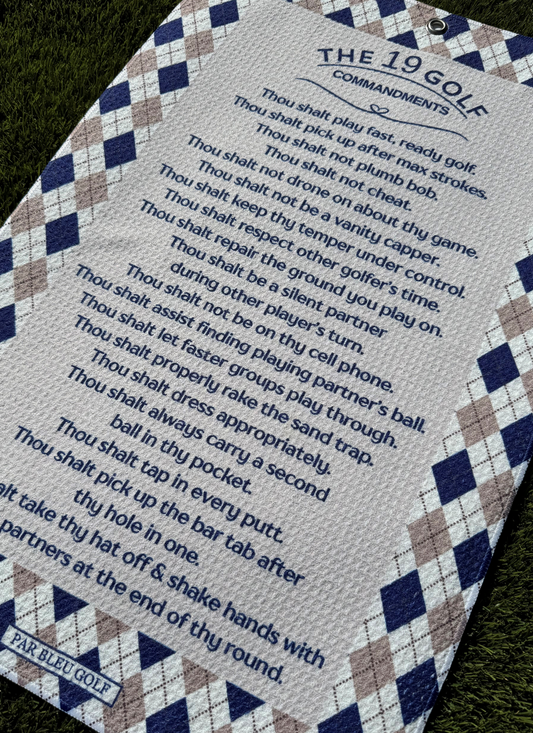 THE 19 GOLF
COMMANDMENTS
Thou shalt play fast, ready golf.
Thou shalt pick up after max strokes.
Thou shalt not plumb bob.
Thou shalt not cheat.
Thou shalt not drone on about thy game.
Thou shalt not be a vanity capper.
Thou shalt keep thy temper under control.
Thou shalt respect other golfer's time.
Thou shalt repair the ground you play on.
Thou shalt be a silent partner
during other player's turn.
Thou shalt not be on thy cell phone.
Thou shalt assist finding playing partner's ball.
Thou shalt let faster groups play through.
Thou shalt properly rake the sand trap.
Thou shalt dress appropriately.
Thou shalt always carry a second
ball in thy pocket.
Thou shalt tap in every putt.
Thou shalt pick up the bar tab after
thy hole in one.
alt take thy hat off & shake hands with
partners at the end of thy round.
PAR BLEU GOLF